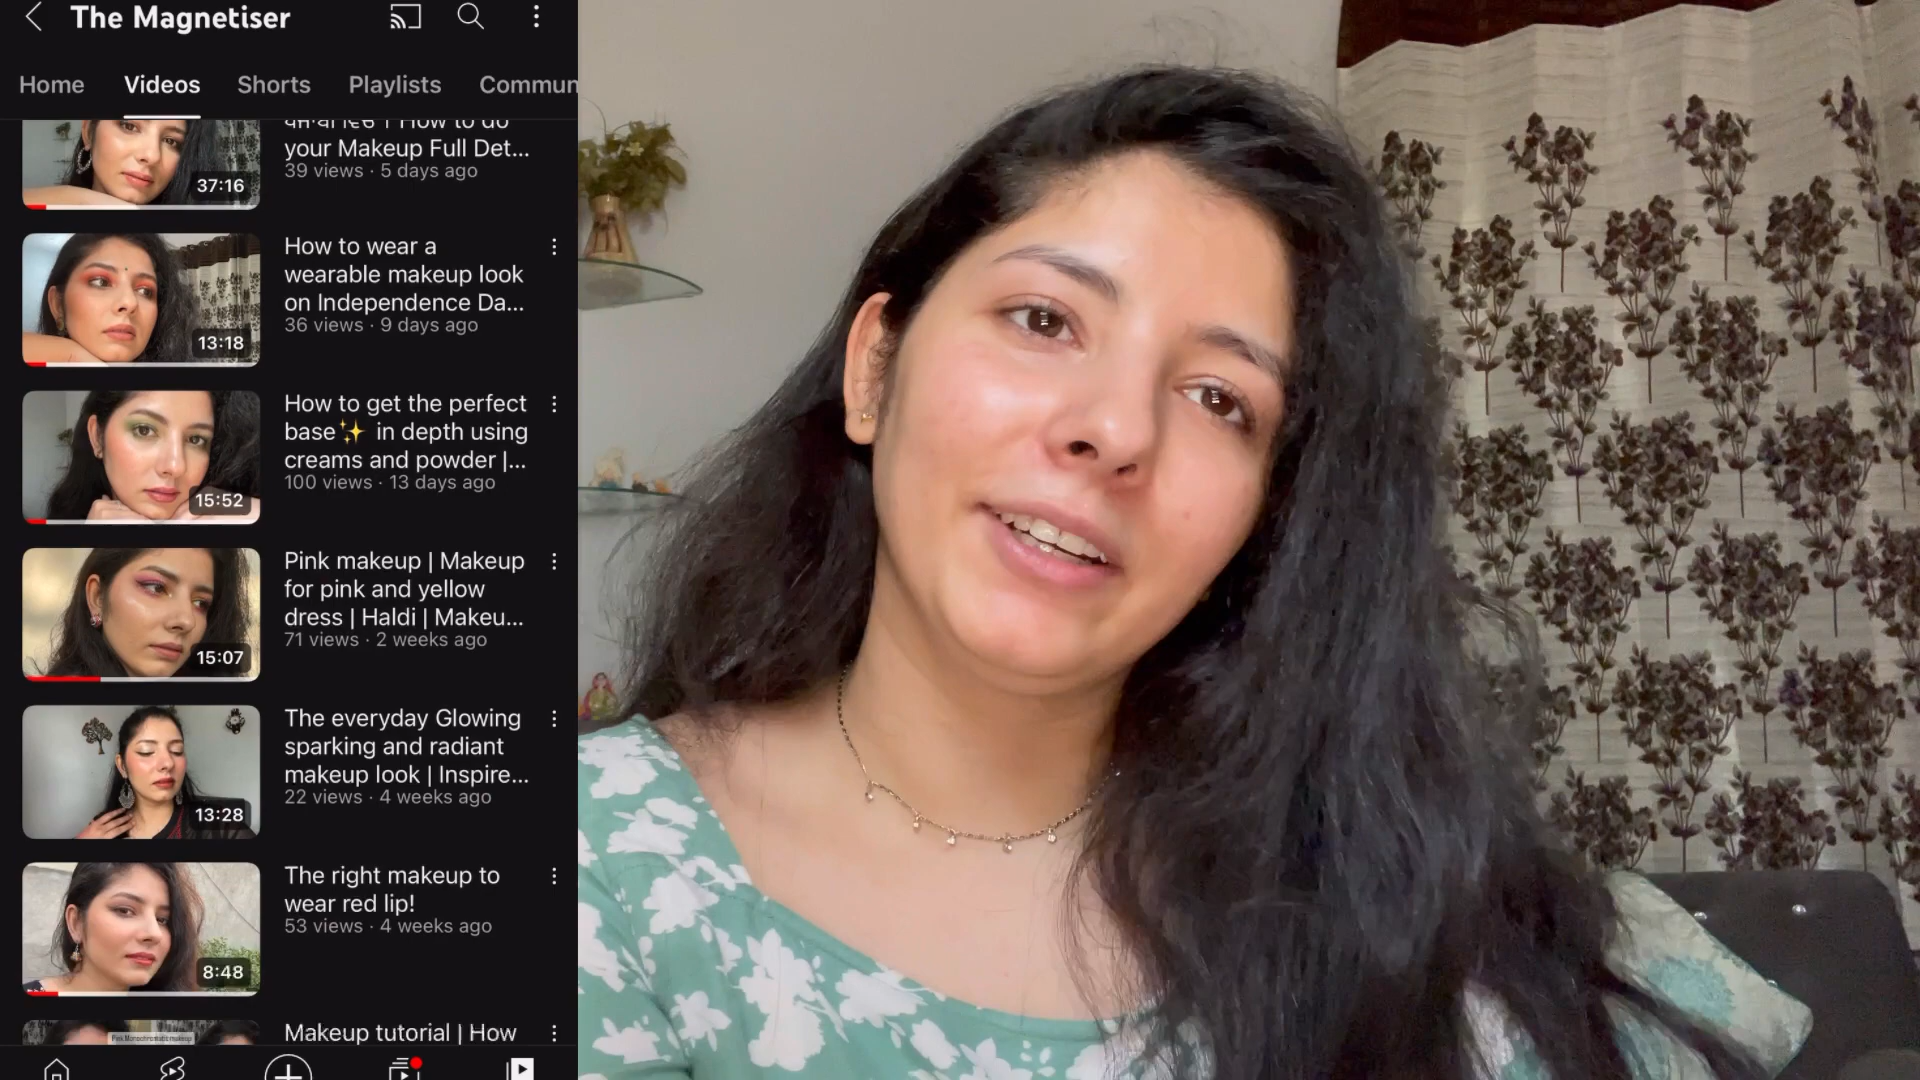 The Magnetiser
Home Videos Shorts Playlists Commun
your Makeup Full Det...
39 views · 5 days ago
37:16
How to wear a
wearable makeup look
on Independence Da...
36 views · 9 days ago
13:18
How to get the perfect
base✨ in depth using
creams and powder |...
100 views · 13 days ago
15:52
Pink makeup | Makeup
for pink and yellow
dress | Haldi | Makeu...
71 views · 2 weeks ago
15:07
The everyday Glowing
sparking and radiant
makeup look | Inspire...
22 views · 4 weeks ago
13:28
The right makeup to
wear red lip!
53 views · 4 weeks ago
8:48
Makeup tutorial | How
Pink Monochromatic makeup